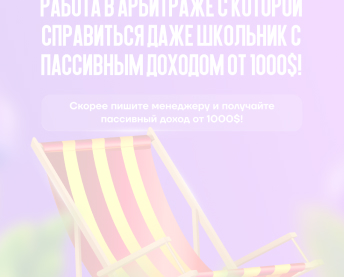 РАБОТА В АРБИТРАЖЕ С КОТОРОЙ
СПРАВИТЬСЯ ДАЖЕ ШКОЛЬНИК С
ПАССИВНЫМ ДОХОДОМ ОТ 1000$!
Скорее пишите менеджеру и получайте
пассивный доход от 1000$!